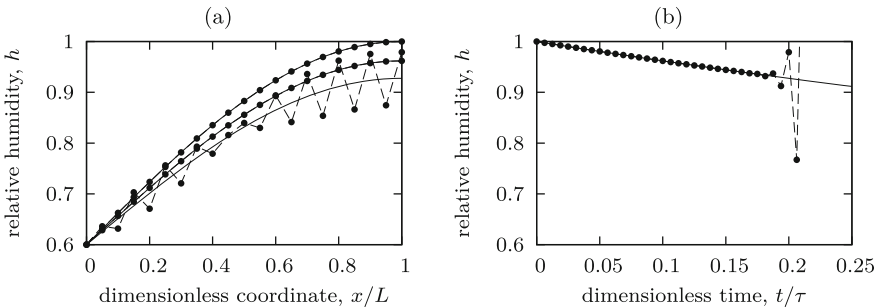 (a)
relative humidity, h
1
0.9
0.8
0.7
0.6
0 0.2 0.4 0.6 0.8 1
dimensionless coordinate, x/L
(b)
relative humidity, h
1
0.9
0.8
0.7
0.6
0 0.05 0.1 0.15 0.2 0.25
dimensionless time, t/τ